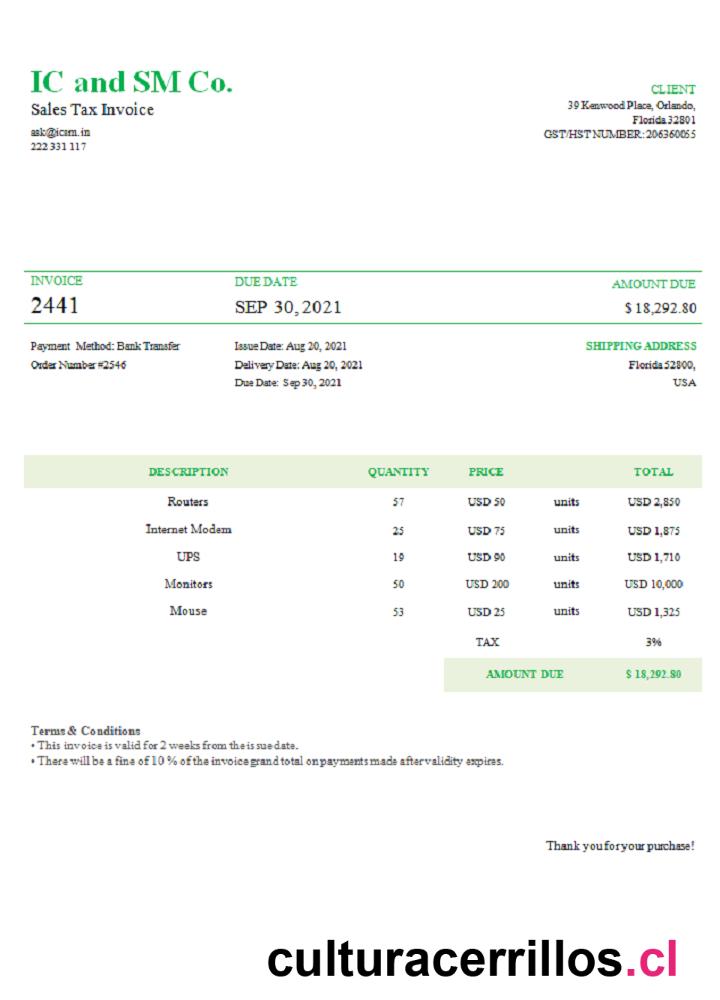 IC and SM Co.
Sales Tax Invoice
ask@icsm.in
222 331 117
CLIENT
39 Kenwood Place, Orlando,
Florida 32801
GST/HST NUMBER: 206360055
INVOICE
2441
DUE DATE
SEP 30, 2021
AMOUNT DUE
$ 18,292.80
Payment Method: Bank Transfer
Order Number #2546
Issue Date: Aug 20, 2021
Delivery Date: Aug 20, 2021
Due Date: Sep 30, 2021
SHIPPING ADDRESS
Florida 52800,
USA
DESCRIPTION QUANTITY PRICE TOTAL
Routers 57 USD 50 units USD 2,850
Internet Modem 25 USD 75 units USD 1,875
UPS 19 USD 90 units USD 1,710
Monitors 50 USD 200 units USD 10,000
Mouse 53 USD 25 units USD 1,325
TAX 3%
AMOUNT DUE $ 18,292.80
Terms & Conditions
• This invoice is valid for 2 weeks from the issue date.
• There will be a fine of 10 % of the invoice grand total on payments made after validity expires.
Thank you for your purchase!
culturacerrillos.cl